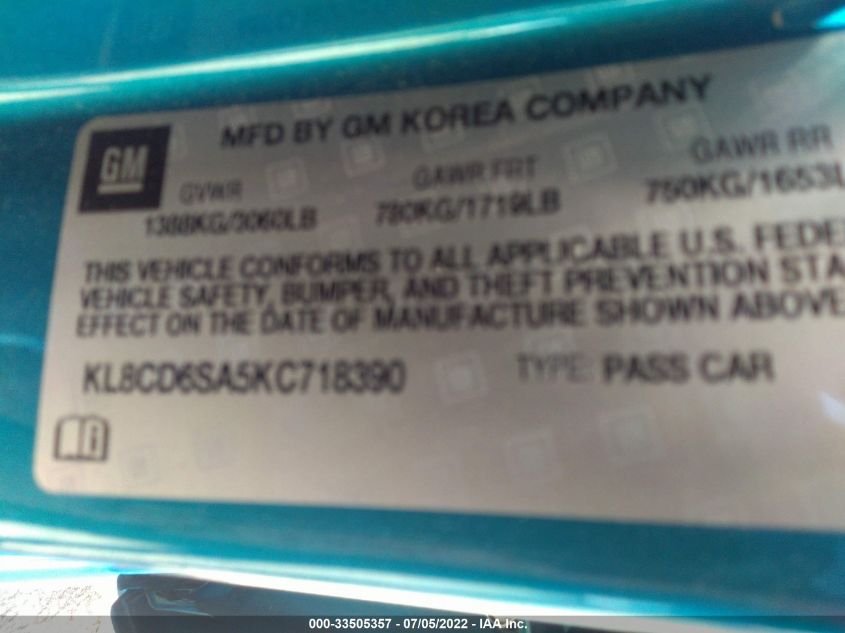 MFD BY GM KOREA COMPANY
GM
GVWR GAWR FRT GAWR RR
1388KG/3060LB 780KG/1719LB 750KG/1653L
THIS VEHICLE CONFORMS TO ALL APPLICABLE U.S. FEDE
VEHICLE SAFETY, BUMPER, AND THEFT PREVENTION STA
EFFECT ON THE DATE OF MANUFACTURE SHOWN ABOVE
KL8CD6SA5KC718390 TYPE: PASS CAR
000-33505357 - 07/05/2022 - IAA Inc.